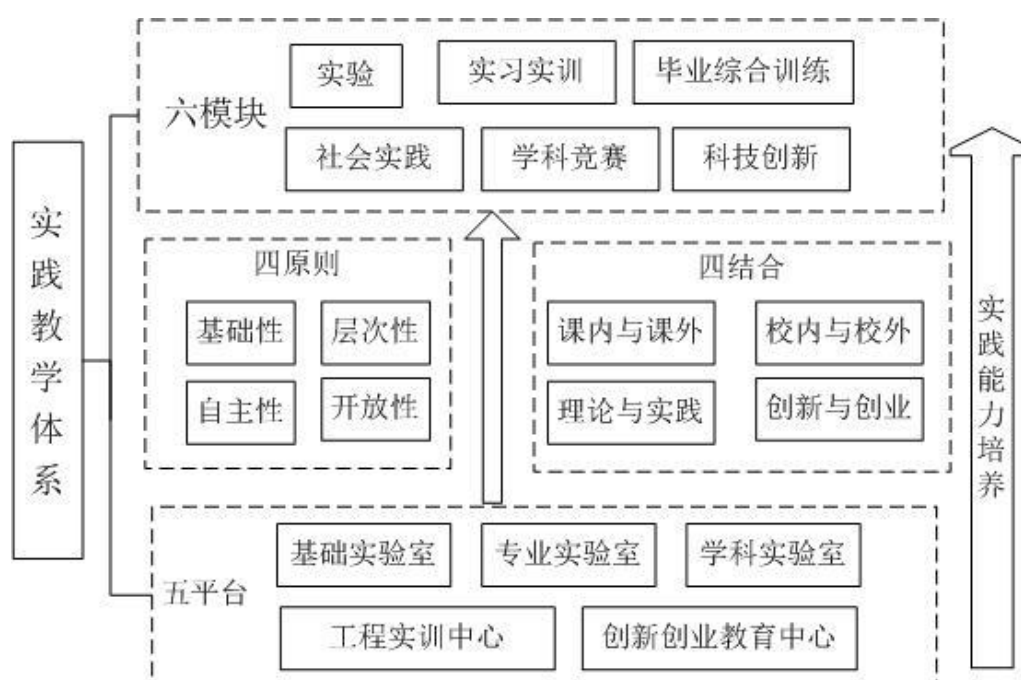 实践教学体系
六模块
实验
实习实训
毕业综合训练
社会实践
学科竞赛
科技创新
四原则
基础性
层次性
自主性
开放性
四结合
课内与课外
校内与校外
理论与实践
创新与创业
五平台
基础实验室
专业实验室
学科实验室
工程实训中心
创新创业教育中心
实践能力培养